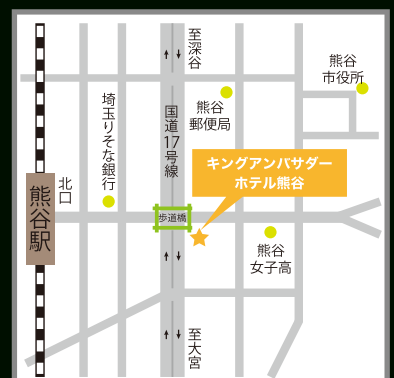 至深谷
熊谷
市役所
埼玉りそな銀行
国道17号線
熊谷
郵便局
キングアンバサダー
ホテル熊谷
北口
熊谷駅
歩道橋
熊谷
女子高
至大宮